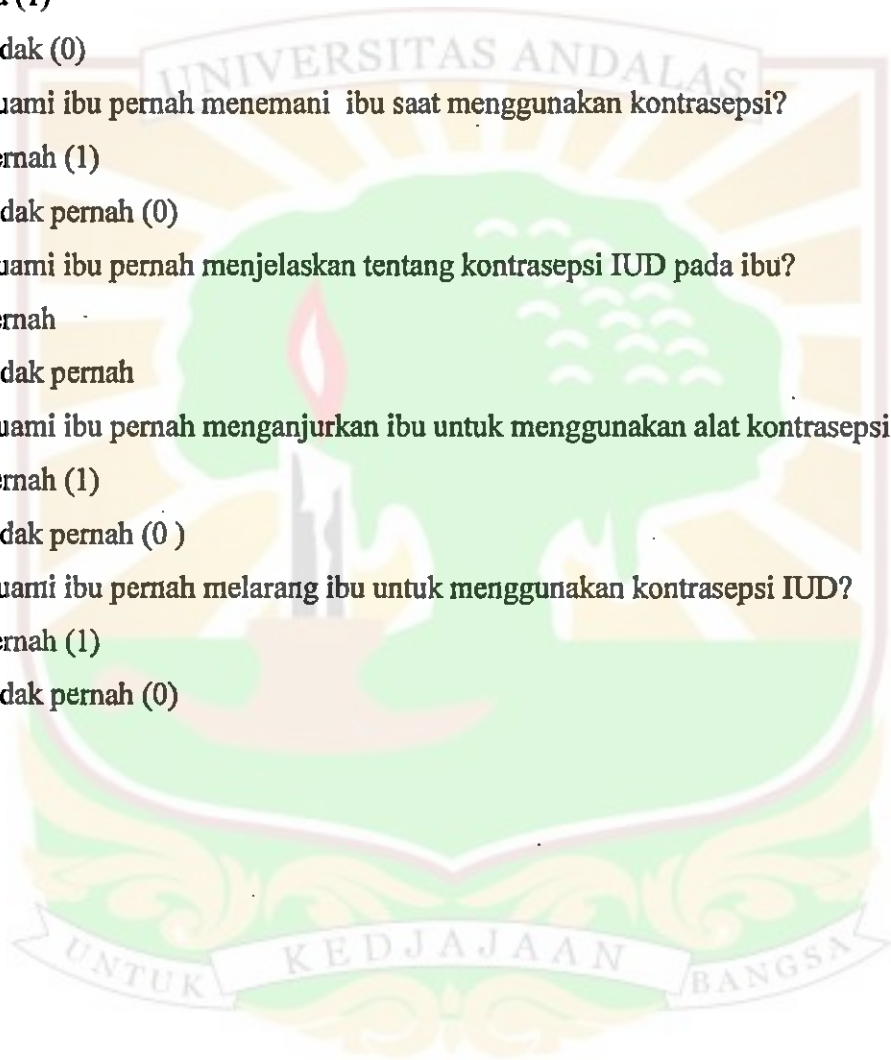 (1)
dak (0)
uami ibu pernah menemani ibu saat menggunakan kontrasepsi?
ernah (1)
dak pernah (0)
uami ibu pernah menjelaskan tentang kontrasepsi IUD pada ibu?
ernah
dak pernah
uami ibu pernah menganjurkan ibu untuk menggunakan alat kontrasepsi
ernah (1)
dak pernah (0 )
uami ibu pernah melarang ibu untuk menggunakan kontrasepsi IUD?
ernah (1)
dak pernah (0)
UNIVERSITAS ANDALAS
UNTUK KEDJAJAAN BANGSA